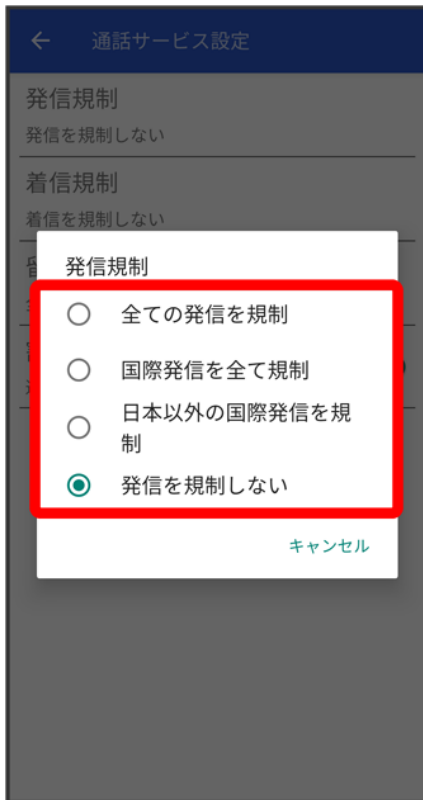 通話サービス設定
発信規制
発信を規制しない
着信規制
着信を規制しない
発信規制
全ての発信を規制
国際発信を全て規制
日本以外の国際発信を規
制
発信を規制しない
キャンセル